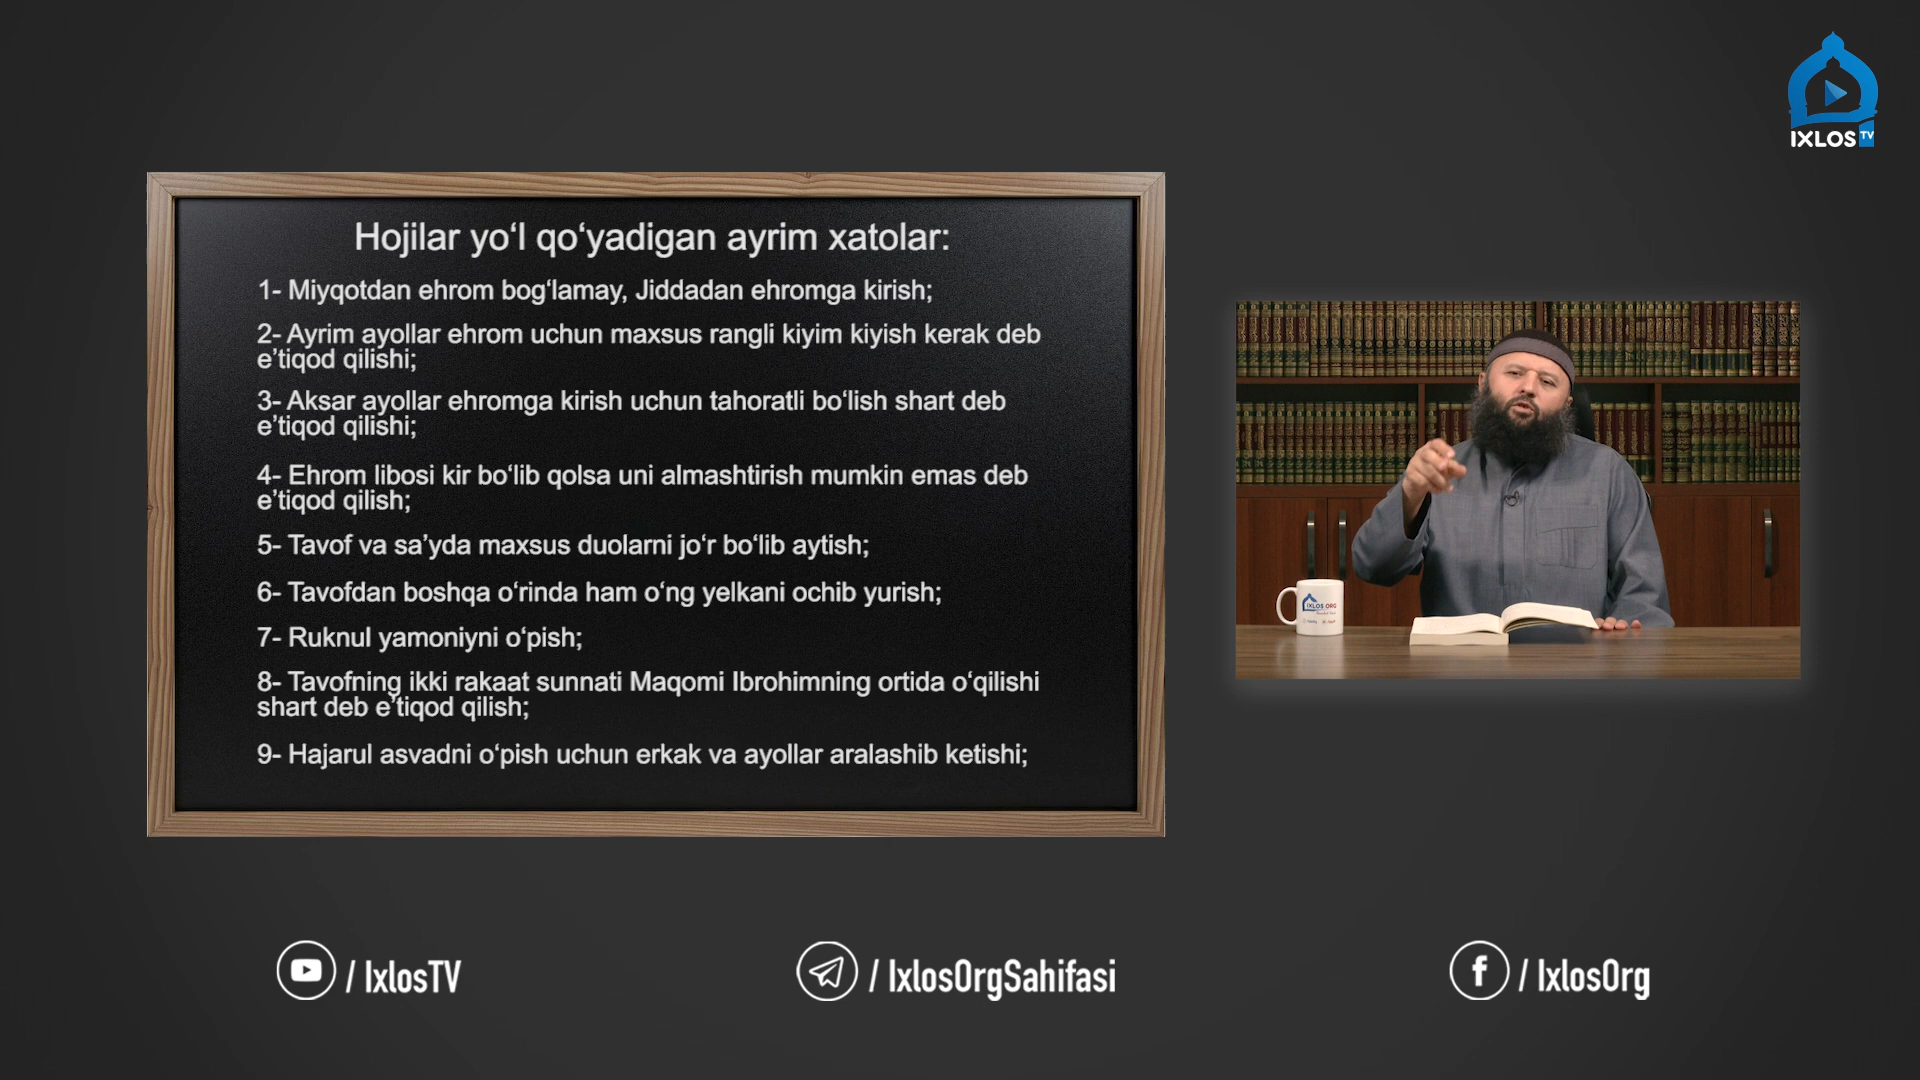 IXLOS TV
Hojilar yo‘l qo‘yadigan ayrim xatolar:
1- Miyqotdan ehrom bog‘lamay, Jiddadan ehromga kirish;
2- Ayrim ayollar ehrom uchun maxsus rangli kiyim kiyish kerak deb
e’tiqod qilishi;
3- Aksar ayollar ehromga kirish uchun tahoratli bo‘lish shart deb
e’tiqod qilishi;
4- Ehrom libosi kir bo‘lib qolsa uni almashtirish mumkin emas deb
e’tiqod qilish;
5- Tavof va sa’yda maxsus duolarni jo‘r bo‘lib aytish;
6- Tavofdan boshqa o‘rinda ham o‘ng yelkani ochib yurish;
7- Ruknul yamoniyni o‘pish;
8- Tavofning ikki rakaat sunnati Maqomi Ibrohimning ortida o‘qilishi
shart deb e’tiqod qilish;
9- Hajarul asvadni o‘pish uchun erkak va ayollar aralashib ketishi;
IXLOS ORG
/ IxlosTV
/ IxlosOrgSahifasi
/ IxlosOrg